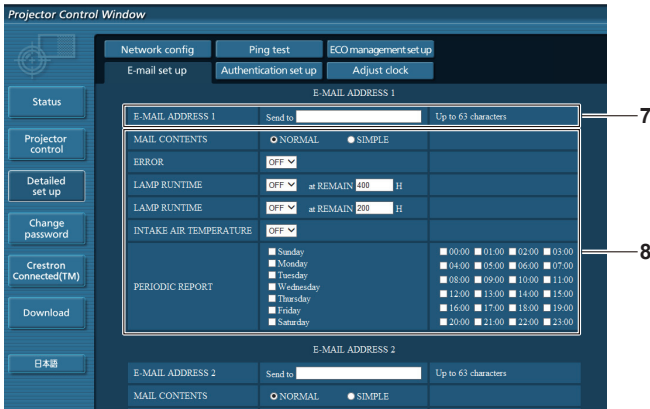 Projector Control Window
Network config Ping test ECO management set up
E-mail set up Authentication set up Adjust clock
Status
Projector control
Detailed set up
Change password
Crestron Connected(TM)
Download
日本語
E-MAIL ADDRESS 1
E-MAIL ADDRESS 1 Send to Up to 63 characters
7
MAIL CONTENTS NORMAL SIMPLE
ERROR OFF
LAMP RUNTIME OFF at REMAIN 400 H
LAMP RUNTIME OFF at REMAIN 200 H
INTAKE AIR TEMPERATURE OFF
8
PERIODIC REPORT
Sunday
Monday
Tuesday
Wednesday
Thursday
Friday
Saturday
00:00 01:00 02:00 03:00
04:00 05:00 06:00 07:00
08:00 09:00 10:00 11:00
12:00 13:00 14:00 15:00
16:00 17:00 18:00 19:00
20:00 21:00 22:00 23:00
E-MAIL ADDRESS 2
E-MAIL ADDRESS 2 Send to Up to 63 characters
MAIL CONTENTS NORMAL SIMPLE